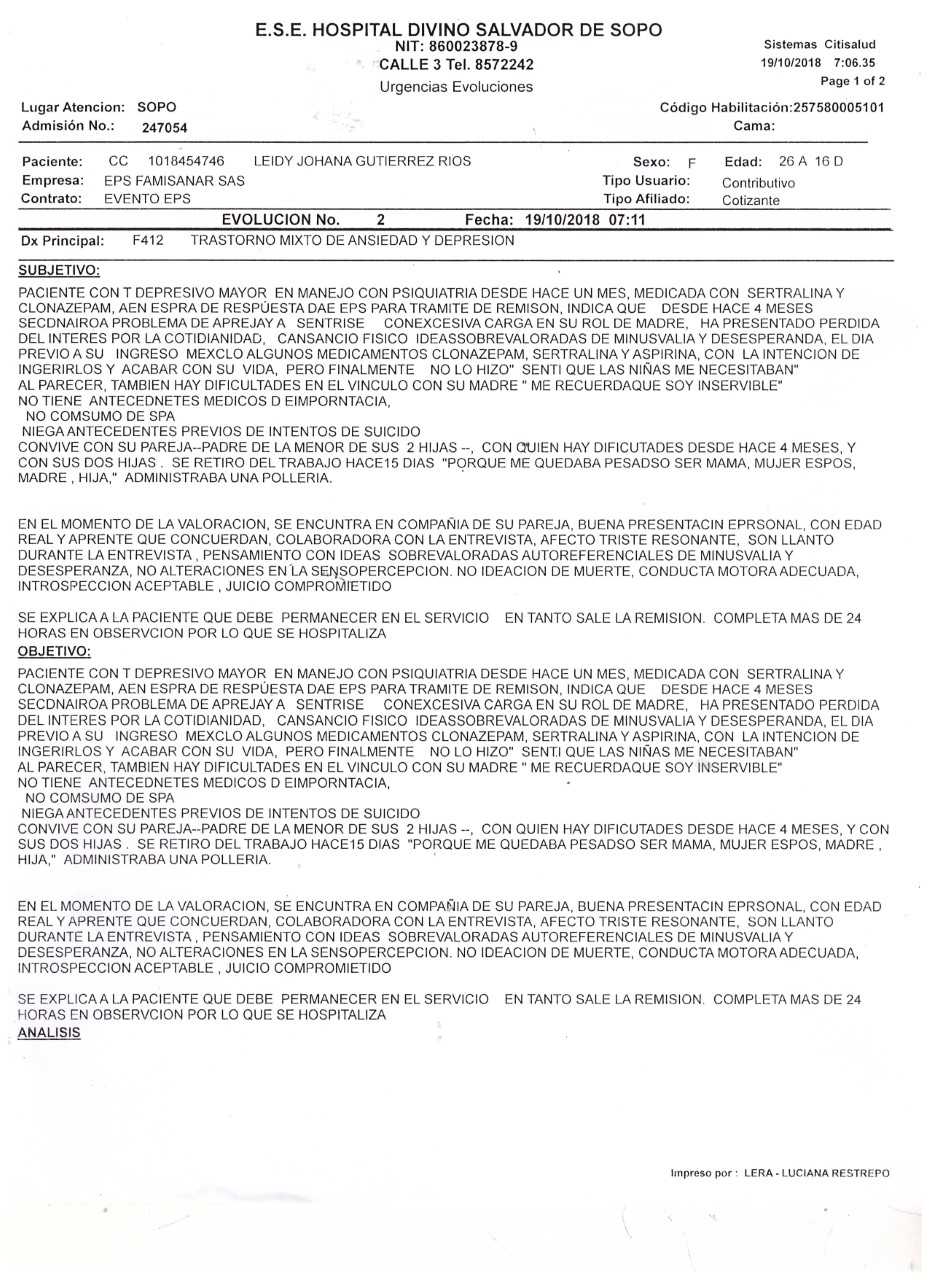 E.S.E. HOSPITAL DIVINO SALVADOR DE SOPO
NIT: 860023878-9
CALLE 3 Tel. 8572242
Urgencias Evoluciones
Sistemas Citisalud
19/10/2018 7:06.35
Page 1 of 2
Lugar Atencion: SOPO
Código Habilitación:257580005101
Admisión No.: 247054
Cama:
Paciente: CC 1018454746 LEIDY JOHANA GUTIERREZ RIOS Sexo: F Edad: 26 A 16 D
Empresa: EPS FAMISANAR SAS Tipo Usuario: Contributivo
Contrato: EVENTO EPS Tipo Afiliado: Cotizante
EVOLUCION No. 2 Fecha: 19/10/2018 07:11
Dx Principal: F412 TRASTORNO MIXTO DE ANSIEDAD Y DEPRESION
SUBJETIVO:
PACIENTE CON T DEPRESIVO MAYOR EN MANEJO CON PSIQUIATRIA DESDE HACE UN MES, MEDICADA CON SERTRALINA Y
CLONAZEPAM, AEN ESPRA DE RESPÚESTA DAE EPS PARA TRAMITE DE REMISON, INDICA QUE DESDE HACE 4 MESES
SECDNAIROA PROBLEMA DE APREJAY A SENTRISE CONEXCESIVA CARGA EN SU ROL DE MADRE, HA PRESENTADO PERDIDA
DEL INTERES POR LA COTIDIANIDAD, CANSANCIO FISICO IDEASSOBREVALORADAS DE MINUSVALIA Y DESESPERANDA, EL DIA
PREVIO A SU INGRESO MEXCLO ALGUNOS MEDICAMENTOS CLONAZEPAM, SERTRALINA Y ASPIRINA, CON LA INTENCION DE
INGERIRLOS Y ACABAR CON SU VIDA, PERO FINALMENTE NO LO HIZO" SENTI QUE LAS NIÑAS ME NECESITABAN"
AL PARECER, TAMBIEN HAY DIFICULTADES EN EL VINCULO CON SU MADRE " ME RECUERDAQUE SOY INSERVIBLE"
NO TIENE ANTECEDNETES MEDICOS D EIMPORNTACIA,
NO COMSUMO DE SPA
NIEGA ANTECEDENTES PREVIOS DE INTENTOS DE SUICIDO
CONVIVE CON SU PAREJA--PADRE DE LA MENOR DE SUS 2 HIJAS --, CON QUIEN HAY DIFICUTADES DESDE HACE 4 MESES, Y
CON SUS DOS HIJAS . SE RETIRO DEL TRABAJO HACE15 DIAS "PORQUE ME QUEDABA PESADSO SER MAMA, MUJER ESPOS,
MADRE , HIJA," ADMINISTRABA UNA POLLERIA.
EN EL MOMENTO DE LA VALORACION, SE ENCUNTRA EN COMPAÑIA DE SU PAREJA, BUENA PRESENTACIN EPRSONAL, CON EDAD
REAL Y APRENTE QUE CONCUERDAN, COLABORADORA CON LA ENTREVISTA, AFECTO TRISTE RESONANTE, SON LLANTO
DURANTE LA ENTREVISTA , PENSAMIENTO CON IDEAS SOBREVALORADAS AUTOREFERENCIALES DE MINUSVALIA Y
DESESPERANZA, NO ALTERACIONES EN LA SENSOPERCEPCION. NO IDEACION DE MUERTE, CONDUCTA MOTORA ADECUADA,
INTROSPECCION ACEPTABLE , JUICIO COMPROMIETIDO
SE EXPLICA A LA PACIENTE QUE DEBE PERMANECER EN EL SERVICIO EN TANTO SALE LA REMISION. COMPLETA MAS DE 24
HORAS EN OBSERVCION POR LO QUE SE HOSPITALIZA
OBJETIVO:
PACIENTE CON T DEPRESIVO MAYOR EN MANEJO CON PSIQUIATRIA DESDE HACE UN MES, MEDICADA CON SERTRALINA Y
CLONAZEPAM, AEN ESPRA DE RESPÚESTA DAE EPS PARA TRAMITE DE REMISON, INDICA QUE DESDE HACE 4 MESES
SECDNAIROA PROBLEMA DE APREJAY A SENTRISE CONEXCESIVA CARGA EN SU ROL DE MADRE, HA PRESENTADO PERDIDA
DEL INTERES POR LA COTIDIANIDAD, CANSANCIO FISICO IDEASSOBREVALORADAS DE MINUSVALIA Y DESESPERANDA, EL DIA
PREVIO A SU INGRESO MEXCLO ALGUNOS MEDICAMENTOS CLONAZEPAM, SERTRALINA Y ASPIRINA, CON LA INTENCION DE
INGERIRLOS Y ACABAR CON SU VIDA, PERO FINALMENTE NO LO HIZO" SENTI QUE LAS NIÑAS ME NECESITABAN"
AL PARECER, TAMBIEN HAY DIFICULTADES EN EL VINCULO CON SU MADRE " ME RECUERDAQUE SOY INSERVIBLE"
NO TIENE ANTECEDNETES MEDICOS D EIMPORNTACIA,
NO COMSUMO DE SPA
NIEGA ANTECEDENTES PREVIOS DE INTENTOS DE SUICIDO
CONVIVE CON SU PAREJA--PADRE DE LA MENOR DE SUS 2 HIJAS --, CON QUIEN HAY DIFICUTADES DESDE HACE 4 MESES, Y CON
SUS DOS HIJAS . SE RETIRO DEL TRABAJO HACE15 DIAS "PORQUE ME QUEDABA PESADSO SER MAMA, MUJER ESPOS, MADRE ,
HIJA," ADMINISTRABA UNA POLLERIA.
EN EL MOMENTO DE LA VALORACION, SE ENCUNTRA EN COMPAÑIA DE SU PAREJA, BUENA PRESENTACIN EPRSONAL, CON EDAD
REAL Y APRENTE QUE CONCUERDAN, COLABORADORA CON LA ENTREVISTA, AFECTO TRISTE RESONANTE, SON LLANTO
DURANTE LA ENTREVISTA , PENSAMIENTO CON IDEAS SOBREVALORADAS AUTOREFERENCIALES DE MINUSVALIA Y
DESESPERANZA, NO ALTERACIONES EN LA SENSOPERCEPCION. NO IDEACION DE MUERTE, CONDUCTA MOTORA ADECUADA,
INTROSPECCION ACEPTABLE , JUICIO COMPROMIETIDO
SE EXPLICA A LA PACIENTE QUE DEBE PERMANECER EN EL SERVICIO EN TANTO SALE LA REMISION. COMPLETA MAS DE 24
HORAS EN OBSERVCION POR LO QUE SE HOSPITALIZA
ANALISIS
Impreso por : LERA - LUCIANA RESTREPO